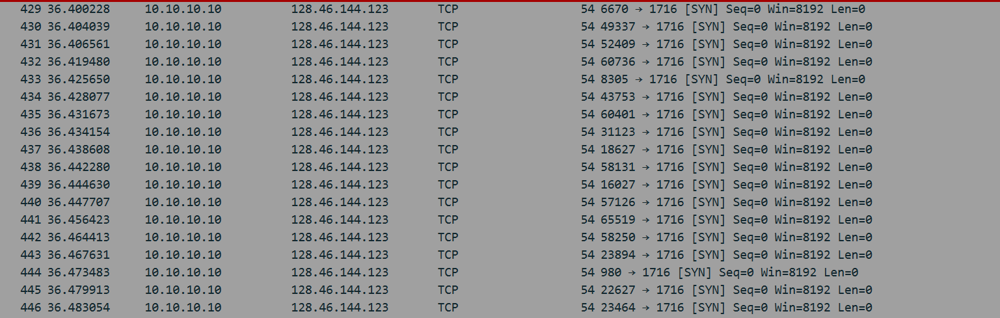 429 36.400228 10.10.10.10 128.46.144.123 TCP 54 6670 → 1716 [SYN] Seq=0 Win=8192 Len=0
430 36.404039 10.10.10.10 128.46.144.123 TCP 54 49337 → 1716 [SYN] Seq=0 Win=8192 Len=0
431 36.406561 10.10.10.10 128.46.144.123 TCP 54 52409 → 1716 [SYN] Seq=0 Win=8192 Len=0
432 36.419480 10.10.10.10 128.46.144.123 TCP 54 60736 → 1716 [SYN] Seq=0 Win=8192 Len=0
433 36.425650 10.10.10.10 128.46.144.123 TCP 54 8305 → 1716 [SYN] Seq=0 Win=8192 Len=0
434 36.428077 10.10.10.10 128.46.144.123 TCP 54 43753 → 1716 [SYN] Seq=0 Win=8192 Len=0
435 36.431673 10.10.10.10 128.46.144.123 TCP 54 60401 → 1716 [SYN] Seq=0 Win=8192 Len=0
436 36.434154 10.10.10.10 128.46.144.123 TCP 54 31123 → 1716 [SYN] Seq=0 Win=8192 Len=0
437 36.438608 10.10.10.10 128.46.144.123 TCP 54 18627 → 1716 [SYN] Seq=0 Win=8192 Len=0
438 36.442280 10.10.10.10 128.46.144.123 TCP 54 58131 → 1716 [SYN] Seq=0 Win=8192 Len=0
439 36.444630 10.10.10.10 128.46.144.123 TCP 54 16027 → 1716 [SYN] Seq=0 Win=8192 Len=0
440 36.447707 10.10.10.10 128.46.144.123 TCP 54 57126 → 1716 [SYN] Seq=0 Win=8192 Len=0
441 36.456423 10.10.10.10 128.46.144.123 TCP 54 65519 → 1716 [SYN] Seq=0 Win=8192 Len=0
442 36.464413 10.10.10.10 128.46.144.123 TCP 54 58250 → 1716 [SYN] Seq=0 Win=8192 Len=0
443 36.467631 10.10.10.10 128.46.144.123 TCP 54 23894 → 1716 [SYN] Seq=0 Win=8192 Len=0
444 36.473483 10.10.10.10 128.46.144.123 TCP 54 980 → 1716 [SYN] Seq=0 Win=8192 Len=0
445 36.479913 10.10.10.10 128.46.144.123 TCP 54 22627 → 1716 [SYN] Seq=0 Win=8192 Len=0
446 36.483054 10.10.10.10 128.46.144.123 TCP 54 23464 → 1716 [SYN] Seq=0 Win=8192 Len=0